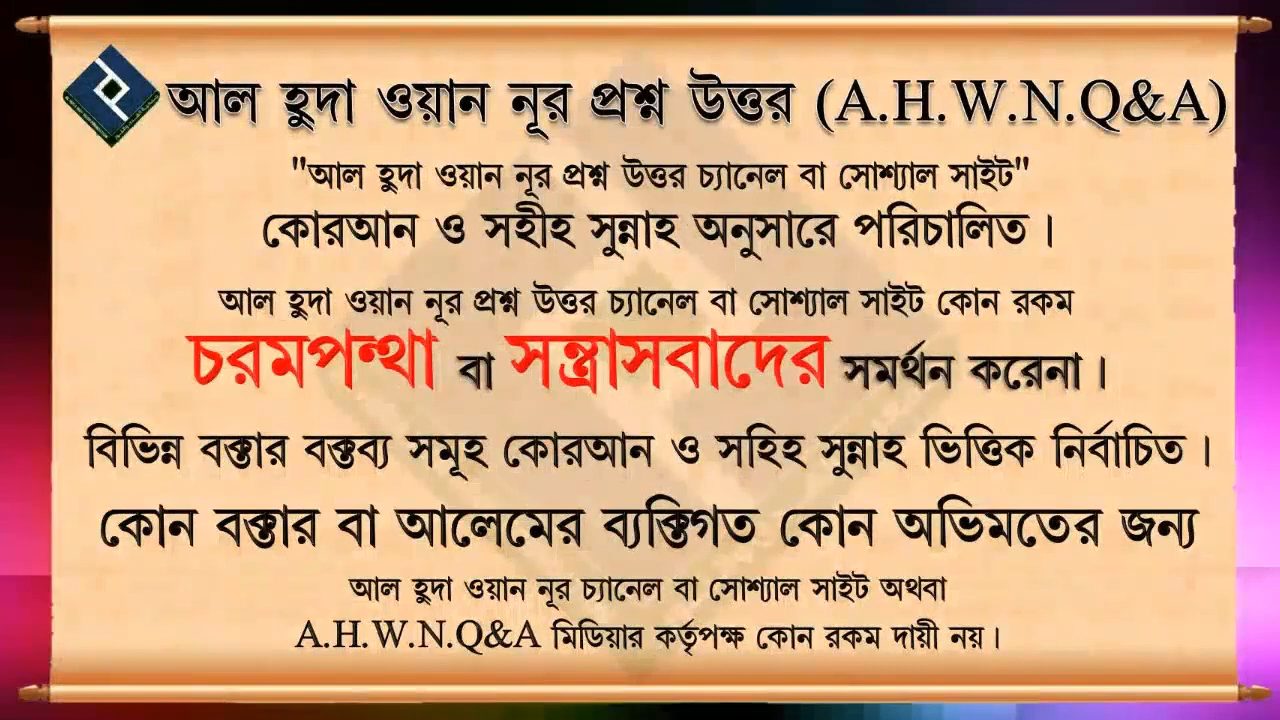 আল হুদা ওয়ান নূর প্রশ্ন উত্তর (A.H.W.N.Q&A)
"আল হুদা ওয়ান নূর প্রশ্ন উত্তর চ্যানেল বা সোশ্যাল সাইট"
কোরআন ও সহীহ সুন্নাহ অনুসারে পরিচালিত।
আল হুদা ওয়ান নূর প্রশ্ন উত্তর চ্যানেল বা সোশ্যাল সাইট কোন রকম
চরমপন্থা বা সন্ত্রাসবাদের সমর্থন করেনা।
বিভিন্ন বক্তার বক্তব্য সমূহ কোরআন ও সহিহ সুন্নাহ ভিত্তিক নির্বাচিত।
কোন বক্তার বা আলেমের ব্যক্তিগত কোন অভিমতের জন্য
আল হুদা ওয়ান নূর চ্যানেল বা সোশ্যাল সাইট অথবা
A.H.W.N.Q&A মিডিয়ার কর্তৃপক্ষ কোন রকম দায়ী নয়।